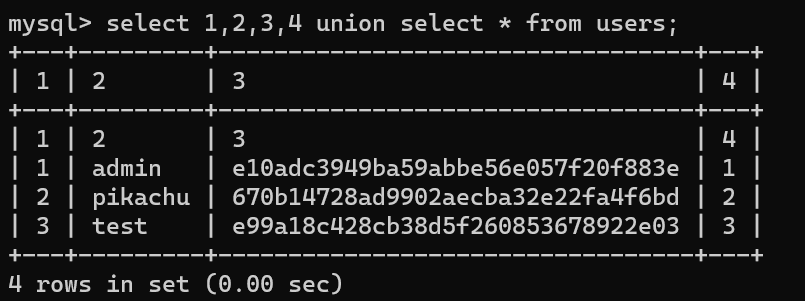 mysql> select 1,2,3,4 union select * from users;
+---+---------+----------------------------------+---+
| 1 | 2       | 3                                | 4 |
+---+---------+----------------------------------+---+
| 1 | 2       | 3                                | 4 |
| 1 | admin   | e10adc3949ba59abbe56e057f20f883e | 1 |
| 2 | pikachu | 670b14728ad9902aecba32e22fa4f6bd | 2 |
| 3 | test    | e99a18c428cb38d5f260853678922e03 | 3 |
+---+---------+----------------------------------+---+
4 rows in set (0.00 sec)